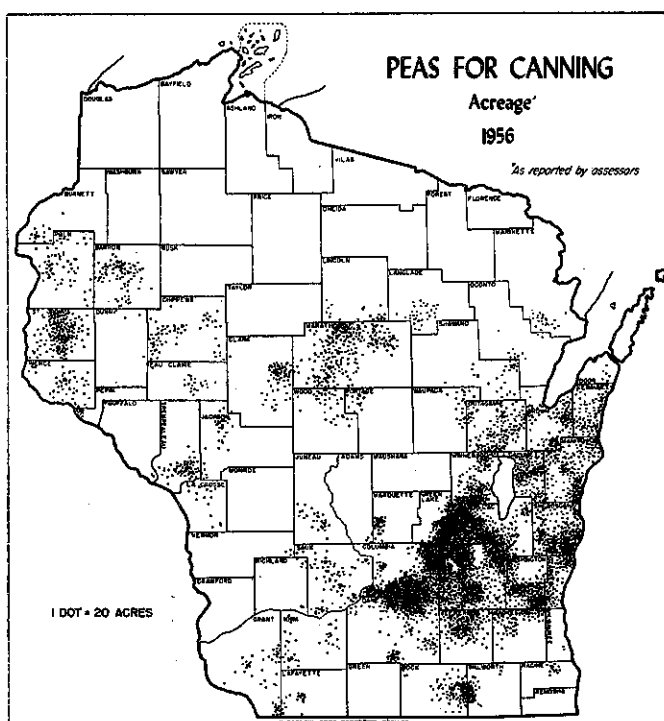 PEAS FOR CANNING
Acreage*
1956
*As reported by assessors
DOUGLAS
BAYFIELD
ASHLAND
IRON
VILAS
WASHBURN
SAWYER
BURNETT
PRICE
ONEIDA
FOREST
FLORENCE
MARINETTE
POLK
BARRON
RUSK
LINCOLN
LANGLADE
OCONTO
TAYLOR
CHIPPEWA
ST. CROIX
DUNN
MARATHON
SHAWANO
CLARK
PIERCE
EAU CLAIRE
PEPIN
BUFFALO
WOOD
PORTAGE
WAUPACA
OUTAGAMIE
DOOR
TREMPEALEAU
JACKSON
JUNEAU
ADAMS
WAUSHARA
MONROE
LA CROSSE
MARQUETTE
GREEN
LAKE
VERNON
SAUK
COLUMBIA
RICHLAND
CRAWFORD
1 DOT = 20 ACRES
GRANT
IOWA
LAFAYETTE
GREEN
ROCK
WALWORTH
RACINE
KENOSHA